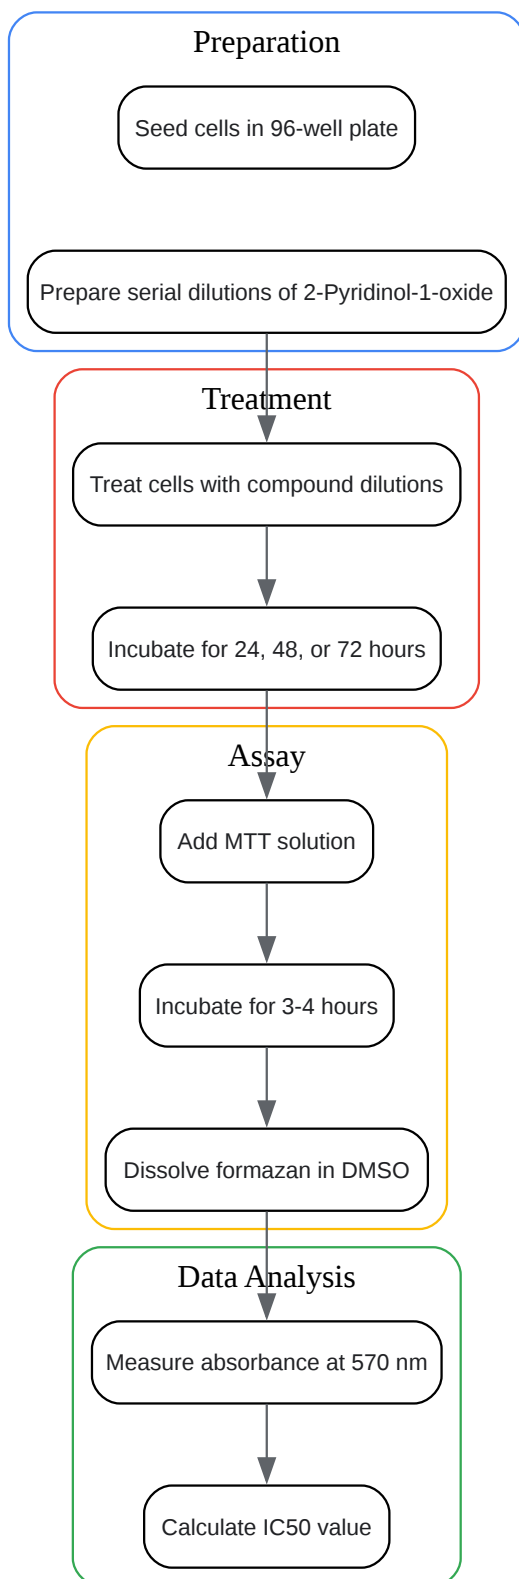 Preparation
Seed cells in 96-well plate
Prepare serial dilutions of 2-Pyridinol-1-oxide
Treatment
Treat cells with compound dilutions
Incubate for 24, 48, or 72 hours
Assay
Add MTT solution
Incubate for 3-4 hours
Dissolve formazan in DMSO
Data Analysis
Measure absorbance at 570 nm
Calculate IC50 value